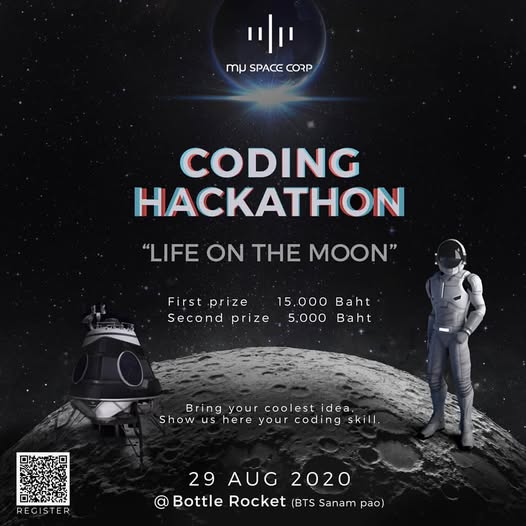 mµ SPACE CORP
CODING
HACKATHON
“LIFE ON THE MOON”
First prize 15,000 Baht
Second prize 5,000 Baht
Bring your coolest idea,
Show us here your coding skill.
29 AUG 2020
@ Bottle Rocket (BTS Sanam pao)
REGISTER